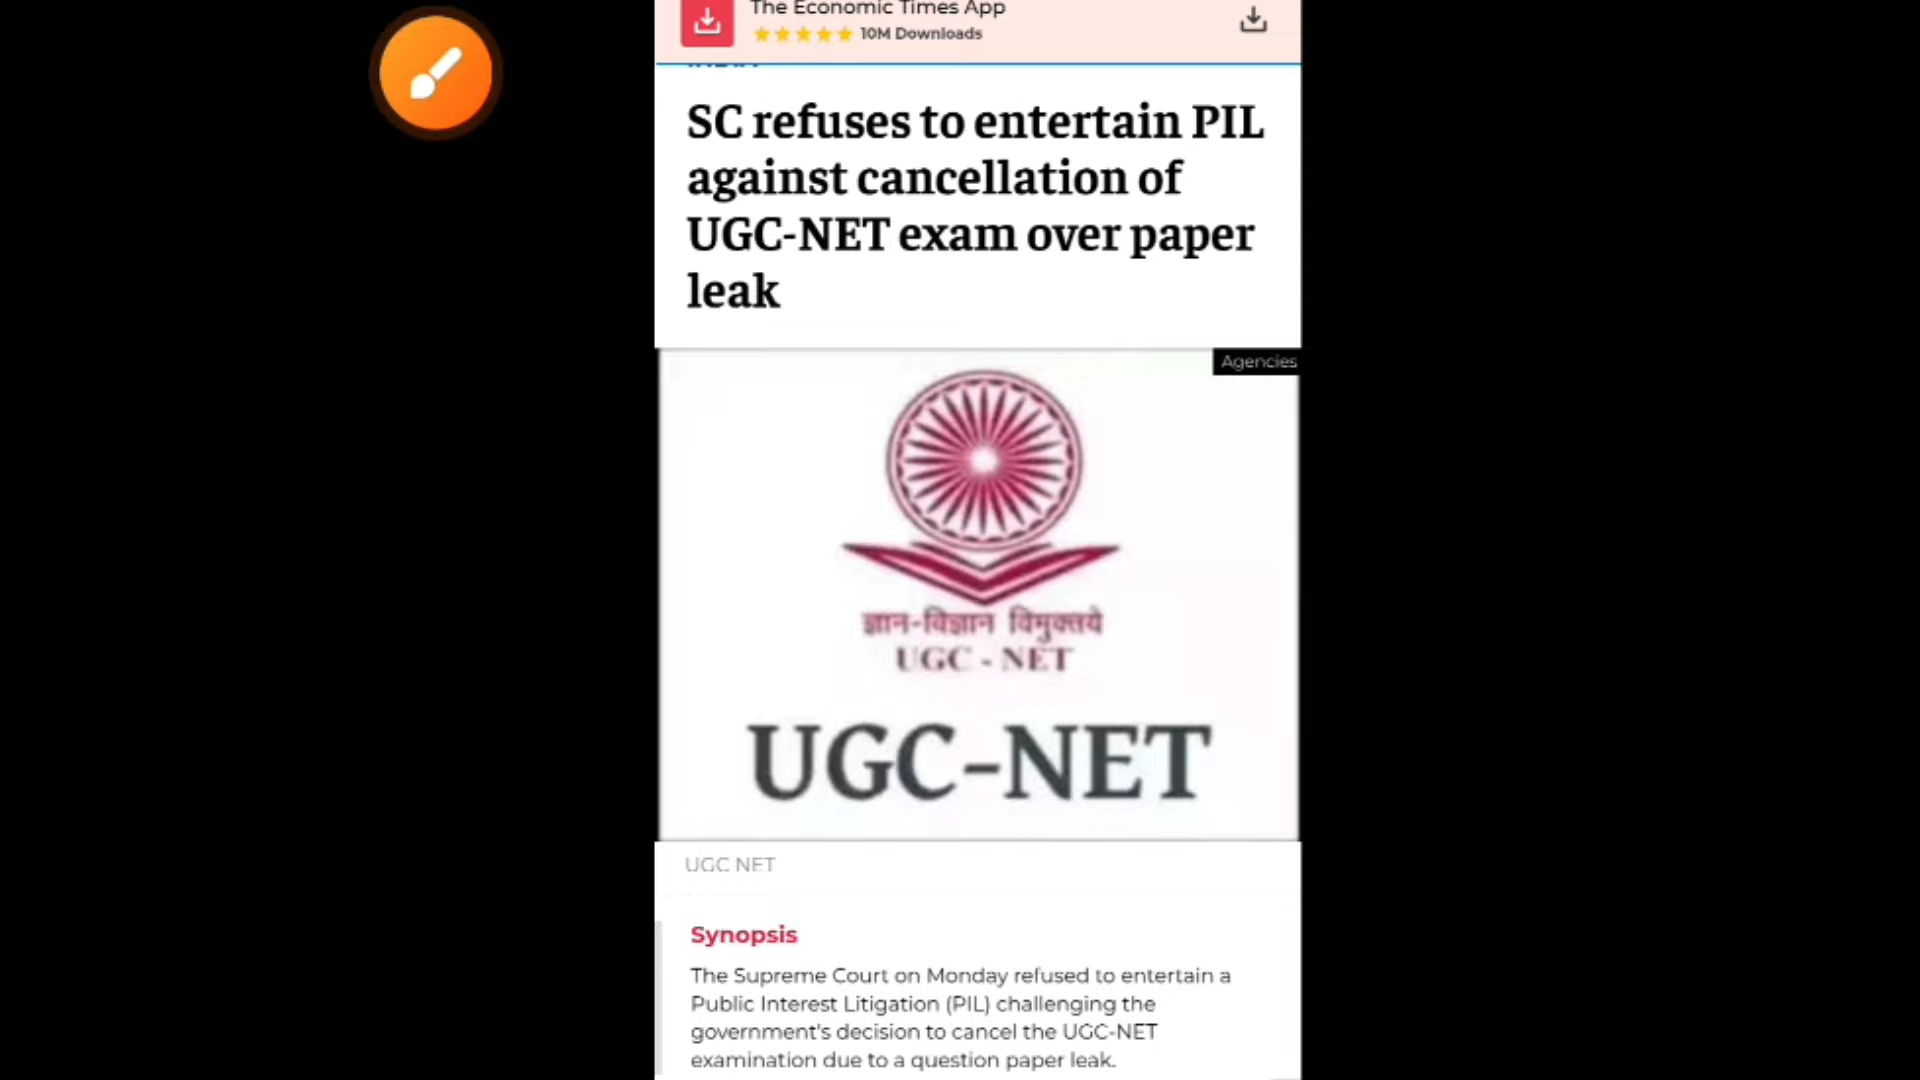 The Economic Times App
10M Downloads
SC refuses to entertain PIL
against cancellation of
UGC-NET exam over paper
leak
Agencies
ज्ञान-विज्ञान विमुक्तये
UGC - NET
UGC-NET
UGC NET
Synopsis
The Supreme Court on Monday refused to entertain a
Public Interest Litigation (PIL) challenging the
government's decision to cancel the UGC-NET
examination due to a question paper leak.